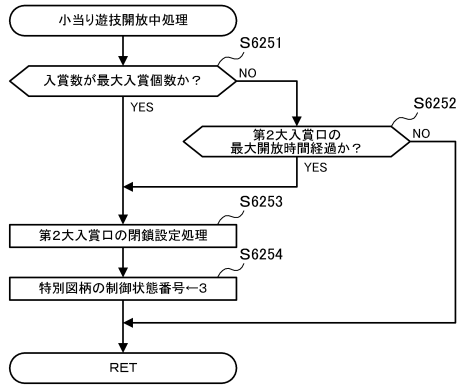 小当り遊技開放中処理
S6251
入賞数が最大入賞個数か?
NO
YES
S6252
第2大入賞口の
最大開放時間経過か?
NO
YES
S6253
第2大入賞口の閉鎖設定処理
S6254
特別図柄の制御状態番号←3
RET